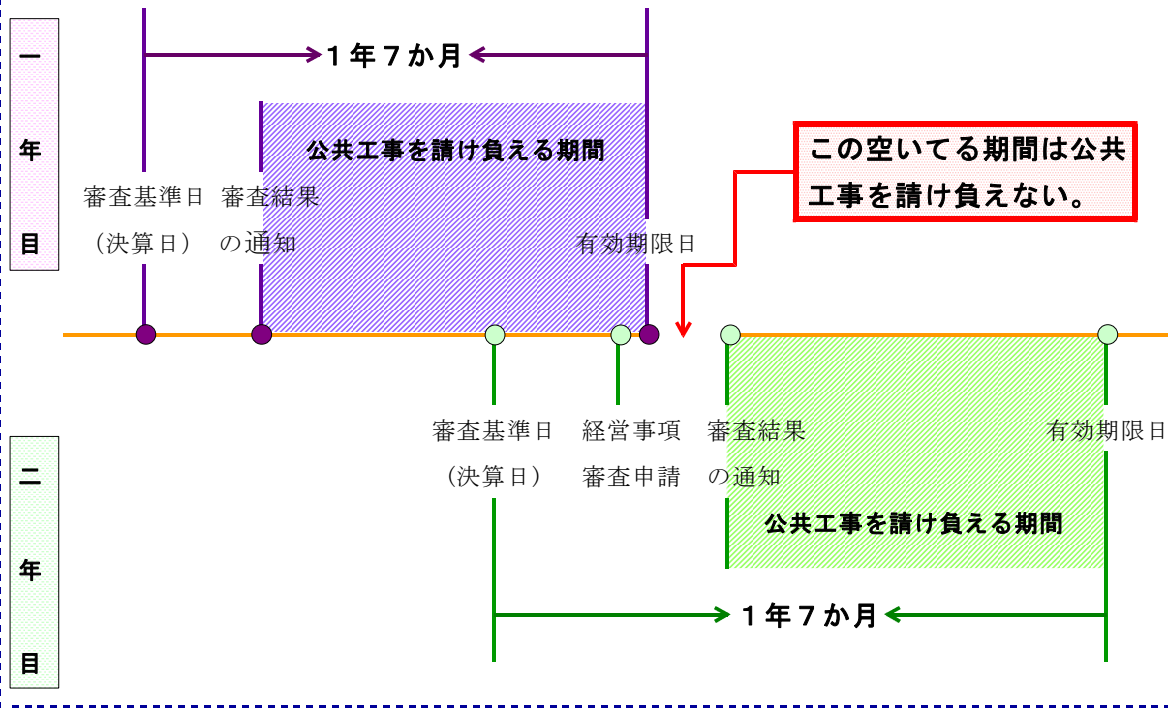 一年目
１年７か月
公共工事を請け負える期間
審査基準日
（決算日）
審査結果
の通知
有効期限日
この空いてる期間は公共
工事を請け負えない。
二年目
審査基準日
（決算日）
経営事項
審査申請
審査結果
の通知
有効期限日
公共工事を請け負える期間
１年７か月